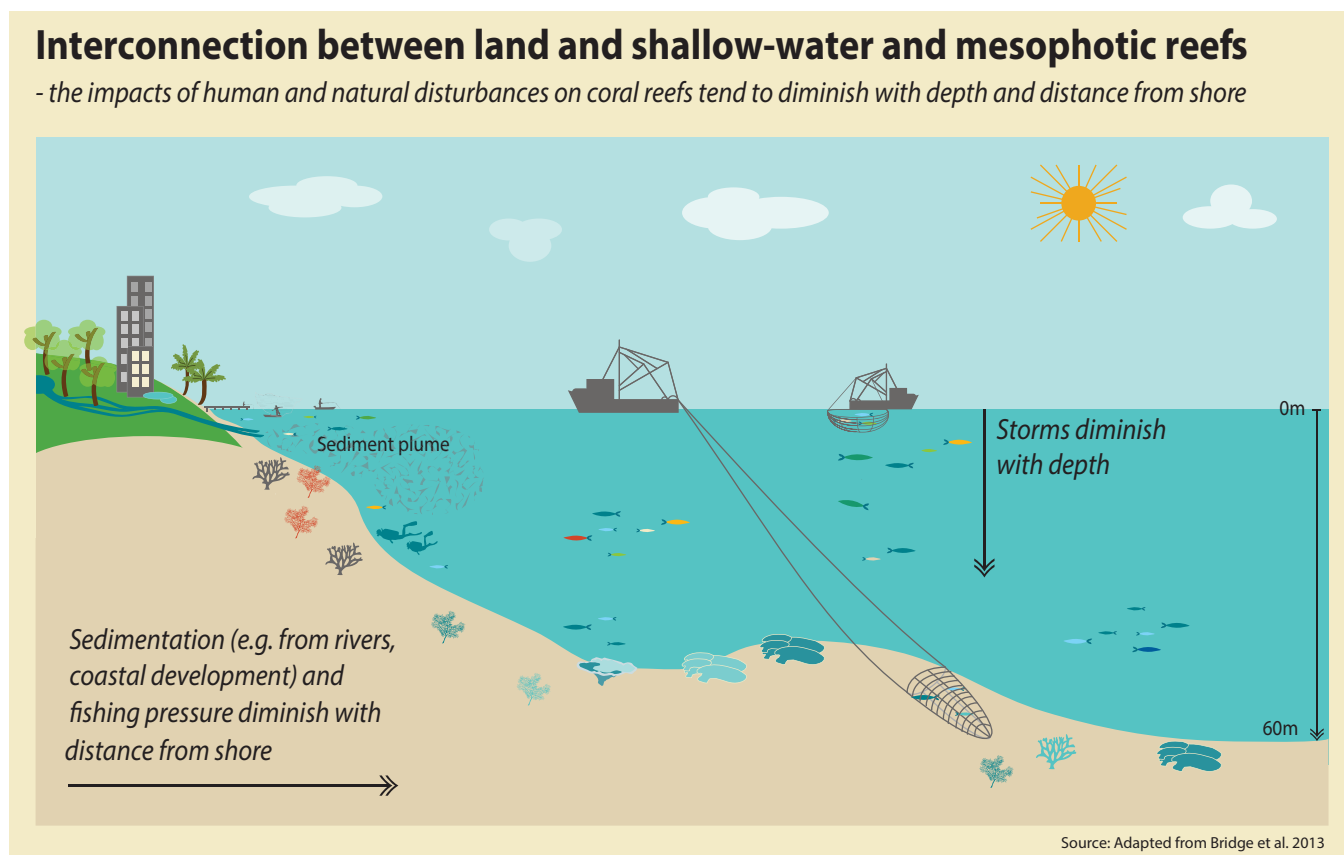 Interconnection between land and shallow-water and mesophotic reefs
- the impacts of human and natural disturbances on coral reefs tend to diminish with depth and distance from shore
0m
Storms diminish
with depth
Sediment plume
Sedimentation (e.g. from rivers,
coastal development) and
fishing pressure diminish with
distance from shore
60m
Source: Adapted from Bridge et al. 2013